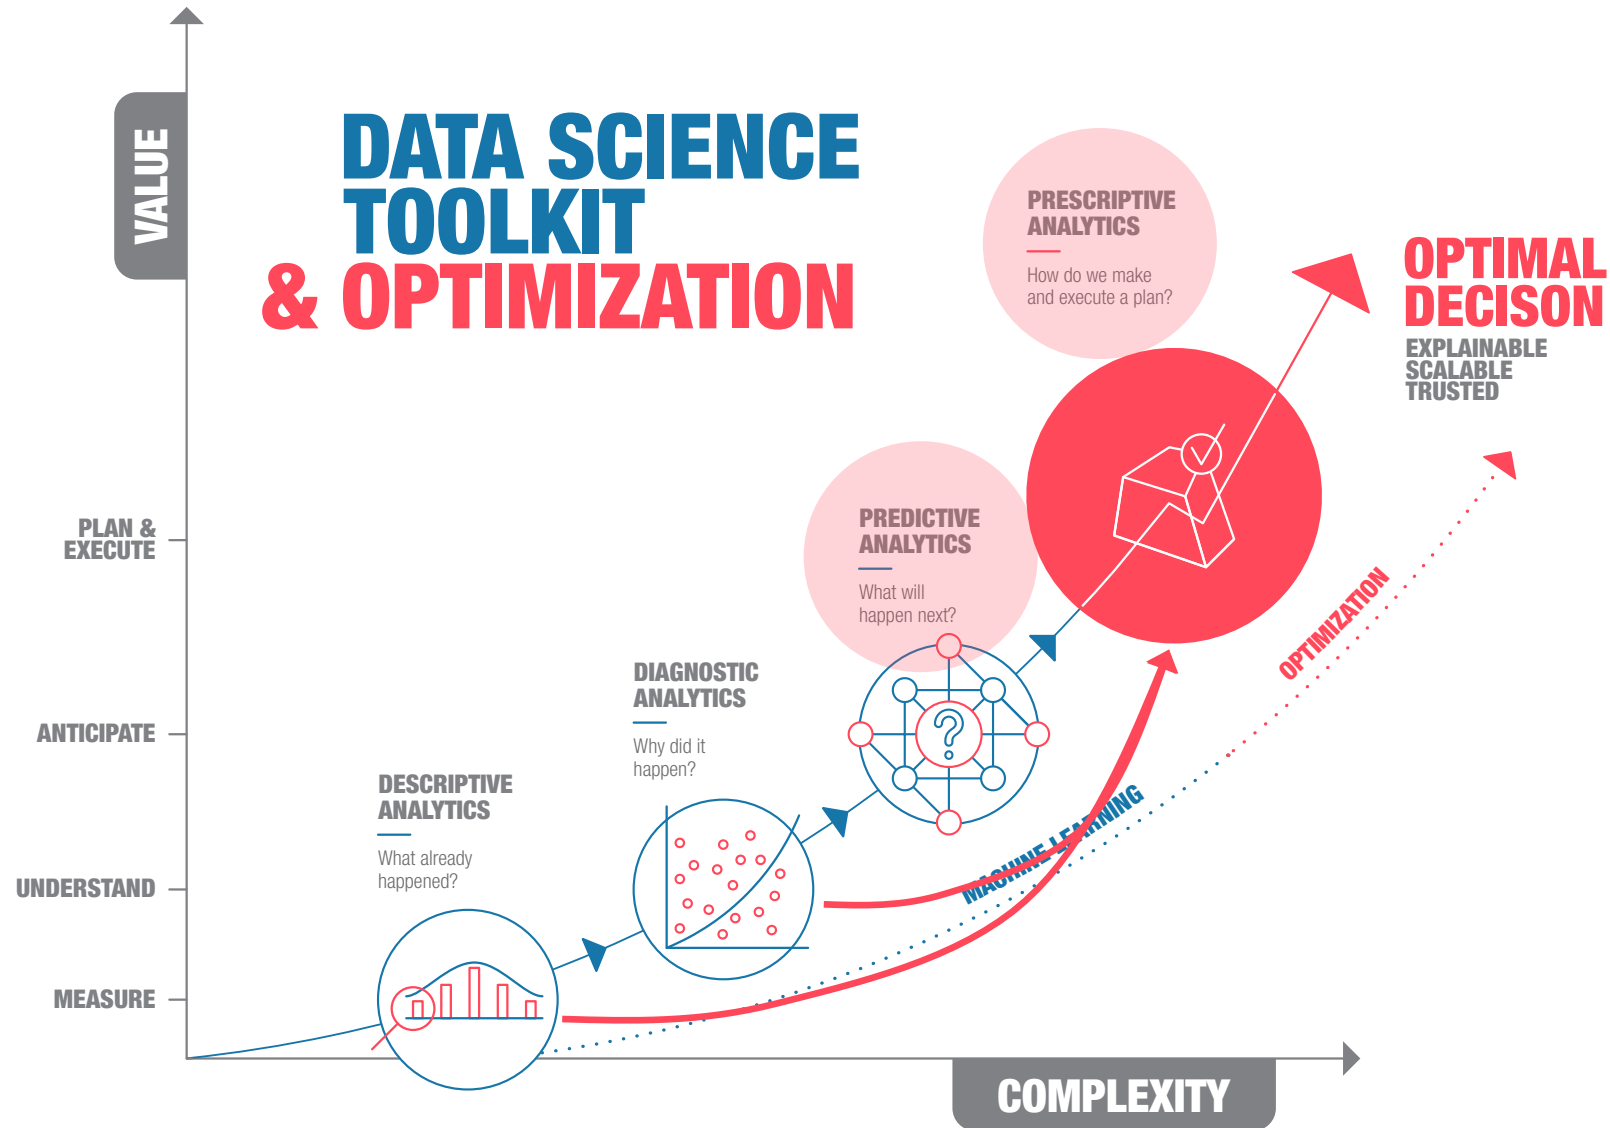 VALUE
DATA SCIENCE
TOOLKIT
& OPTIMIZATION
PRESCRIPTIVE
ANALYTICS
How do we make
and execute a plan?
OPTIMAL
DECISON
EXPLAINABLE
SCALABLE
TRUSTED
PLAN &
EXECUTE
PREDICTIVE
ANALYTICS
What will
happen next?
OPTIMIZATION
DIAGNOSTIC
ANALYTICS
Why did it
happen?
?
ANTICIPATE
DESCRIPTIVE
ANALYTICS
What already
happened?
MACHINE LEARNING
UNDERSTAND
MEASURE
COMPLEXITY